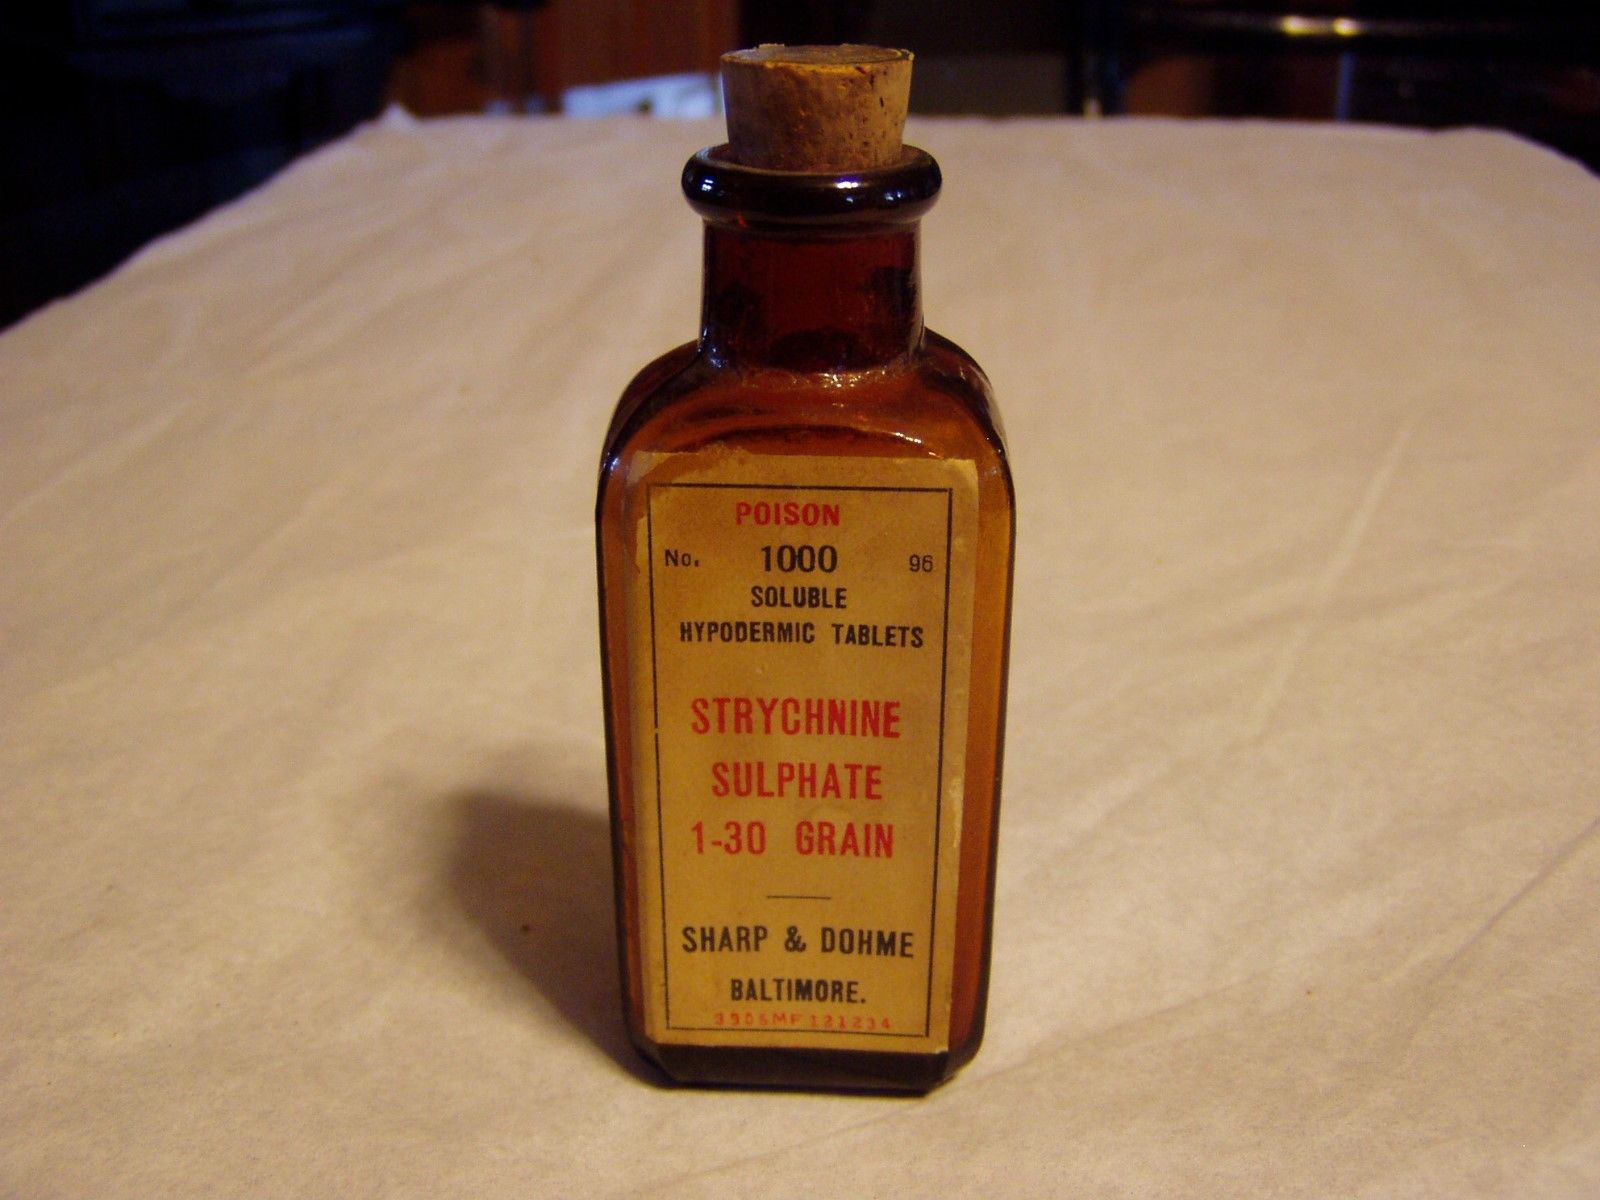 POISON
No. 1000 96
SOLUBLE
HYPODERMIC TABLETS
STRYCHNINE
SULPHATE
1-30 GRAIN
SHARP & DOHME
BALTIMORE.